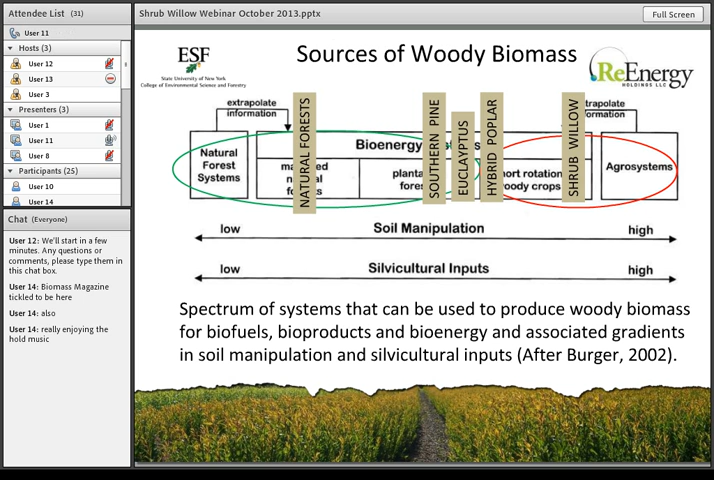 Attendee List (31)
User 11
Hosts (3)
User 12
User 13
User 3
Presenters (3)
User 1
User 11
User 8
Participants (25)
User 10
User 14
Chat (Everyone)
User 12: We'll start in a few
minutes. Any questions or
comments, please type them in
this chat box.
User 14: Biomass Magazine
tickled to be here
User 14: also
User 14: really enjoying the
hold music
Shrub Willow Webinar October 2013.pptx
Full Screen
ESF
State University of New York
College of Environmental Science and Forestry
Sources of Woody Biomass
ReEnergy
HOLDINGS LLC
extrapolate
information
Natural
Forest
Systems
NATURAL FORESTS
SOUTHERN PINE
EUCLAYPTUS
HYBRID POPLAR
SHRUB WILLOW
Agrosystems
low Soil Manipulation high
low Silvicultural Inputs high
Spectrum of systems that can be used to produce woody biomass
for biofuels, bioproducts and bioenergy and associated gradients
in soil manipulation and silvicultural inputs (After Burger, 2002).